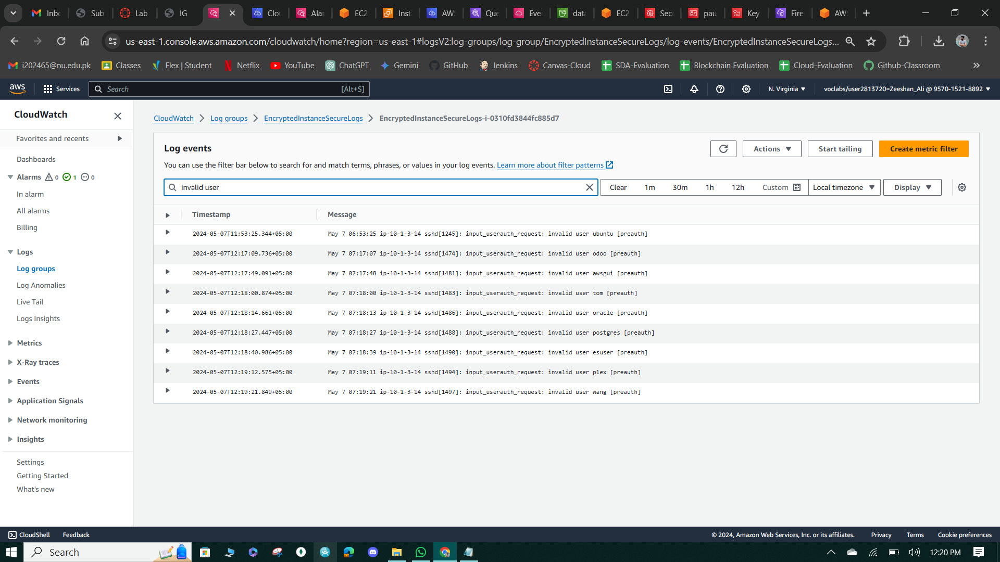 Inbo
Sub
Lab
IG
Clou
Alar
EC2
Inst
AW
Que
Eve
data
EC2
Sec
pau
Key
Fire
AW
us-east-1.console.aws.amazon.com/cloudwatch/home?region=us-east-1#logsV2:log-groups/log-group/EncryptedInstanceSecureLogs/log-events/EncryptedInstanceSecureLogs...
i202465@nu.edu.pk Classes Flex | Student Netflix YouTube ChatGPT Gemini GitHub Jenkins Canvas-Cloud SDA-Evaluation Blockchain Evaluation Cloud-Evaluation Github-Classroom
aws Services Search [Alt+S] N. Virginia voclabs/user2813720=Zeeshan_Ali @ 9570-1521-8892
CloudWatch
Favorites and recents
Dashboards
Alarms 0 1 0
In alarm
All alarms
Billing
Logs
Log groups
Log Anomalies
Live Tail
Logs Insights
Metrics
X-Ray traces
Events
Application Signals
Network monitoring
Insights
Settings
Getting Started
What's new
CloudWatch Log groups EncryptedInstanceSecureLogs EncryptedInstanceSecureLogs-i-0310fd3844fc885d7
Log events
Actions Start tailing Create metric filter
You can use the filter bar below to search for and match terms, phrases, or values in your log events. Learn more about filter patterns
invalid user Clear 1m 30m 1h 12h Custom Local timezone Display
Timestamp Message
2024-05-07T11:53:25.344+05:00 May 7 06:53:25 ip-10-1-3-14 sshd[1245]: input_userauth_request: invalid user ubuntu [preauth]
2024-05-07T12:17:09.736+05:00 May 7 07:17:07 ip-10-1-3-14 sshd[1474]: input_userauth_request: invalid user odoo [preauth]
2024-05-07T12:17:49.091+05:00 May 7 07:17:48 ip-10-1-3-14 sshd[1481]: input_userauth_request: invalid user awsgui [preauth]
2024-05-07T12:18:00.874+05:00 May 7 07:18:00 ip-10-1-3-14 sshd[1483]: input_userauth_request: invalid user tom [preauth]
2024-05-07T12:18:14.661+05:00 May 7 07:18:13 ip-10-1-3-14 sshd[1486]: input_userauth_request: invalid user oracle [preauth]
2024-05-07T12:18:27.447+05:00 May 7 07:18:27 ip-10-1-3-14 sshd[1488]: input_userauth_request: invalid user postgres [preauth]
2024-05-07T12:18:40.986+05:00 May 7 07:18:39 ip-10-1-3-14 sshd[1490]: input_userauth_request: invalid user esuser [preauth]
2024-05-07T12:19:12.575+05:00 May 7 07:19:11 ip-10-1-3-14 sshd[1494]: input_userauth_request: invalid user plex [preauth]
2024-05-07T12:19:21.849+05:00 May 7 07:19:21 ip-10-1-3-14 sshd[1497]: input_userauth_request: invalid user wang [preauth]
CloudShell Feedback © 2024, Amazon Web Services, Inc. or its affiliates. Privacy Terms Cookie preferences
Search 12:20 PM